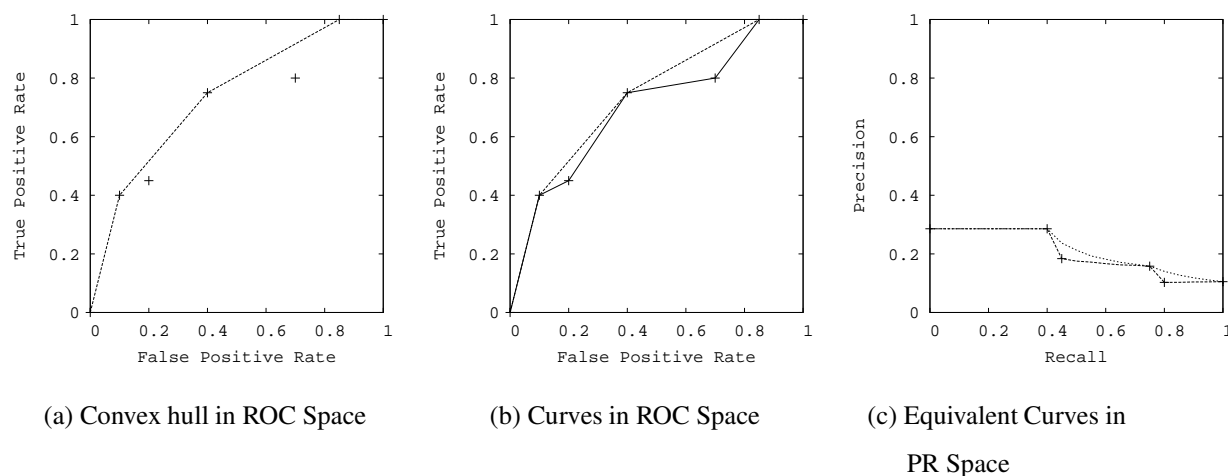 1
0.8
0.6
0.4
0.2
0
0 0.2 0.4 0.6 0.8 1
True Positive Rate
False Positive Rate
(a) Convex hull in ROC Space
1
0.8
0.6
0.4
0.2
0
0 0.2 0.4 0.6 0.8 1
True Positive Rate
False Positive Rate
(b) Curves in ROC Space
1
0.8
0.6
0.4
0.2
0
0 0.2 0.4 0.6 0.8 1
Precision
Recall
(c) Equivalent Curves in
PR Space